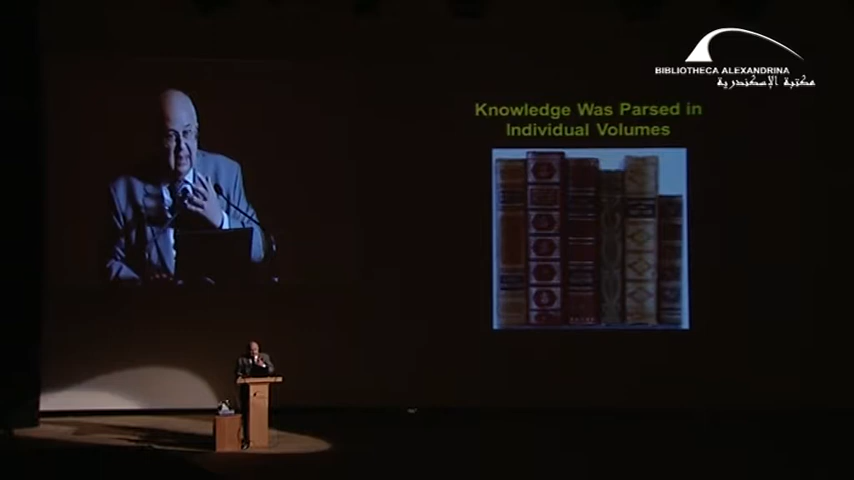 BIBLIOTHECA ALEXANDRINA
مكتبة الإسكندرية
Knowledge Was Parsed in
Individual Volumes